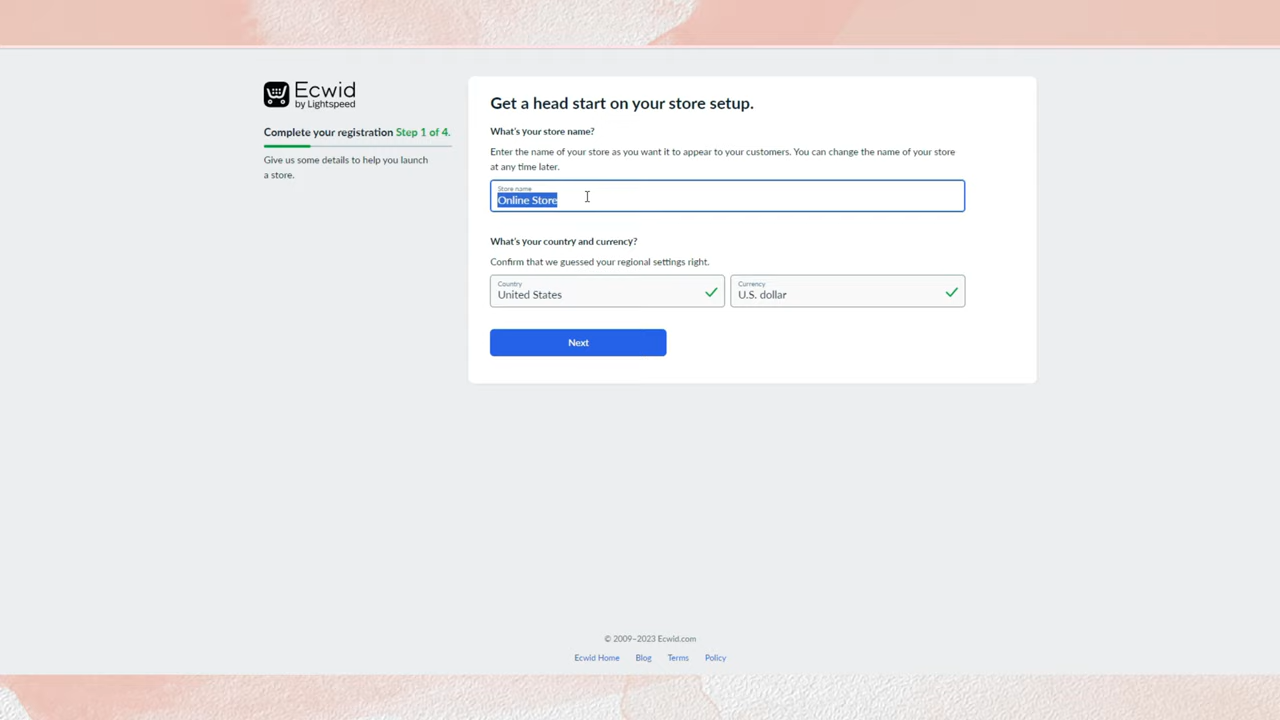 Ecwid
by Lightspeed
Complete your registration Step 1 of 4.
Give us some details to help you launch
a store.
Get a head start on your store setup.
What's your store name?
Enter the name of your store as you want it to appear to your customers. You can change the name of your store
at any time later.
Store name
Online Store
What's your country and currency?
Confirm that we guessed your regional settings right.
Country
United States
Currency
U.S. dollar
Next
© 2009–2023 Ecwid.com
Ecwid Home Blog Terms Policy